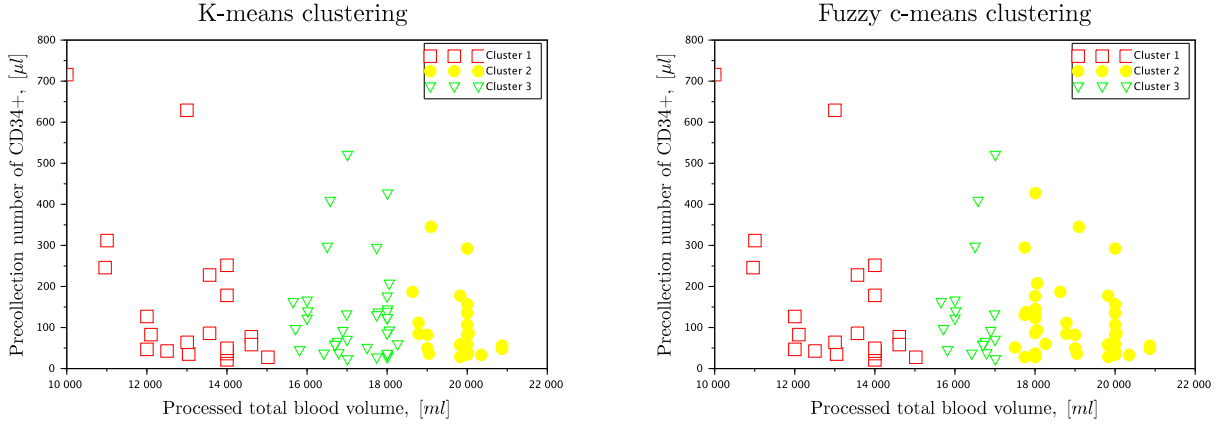 K-means clustering
Precollection number of CD34+, [μl]
800
700
600
500
400
300
200
100
0
Cluster 1
Cluster 2
Cluster 3
10 000 12 000 14 000 16 000 18 000 20 000 22 000
Processed total blood volume, [ml]
Fuzzy c-means clustering
Precollection number of CD34+, [μl]
800
700
600
500
400
300
200
100
0
Cluster 1
Cluster 2
Cluster 3
10 000 12 000 14 000 16 000 18 000 20 000 22 000
Processed total blood volume, [ml]